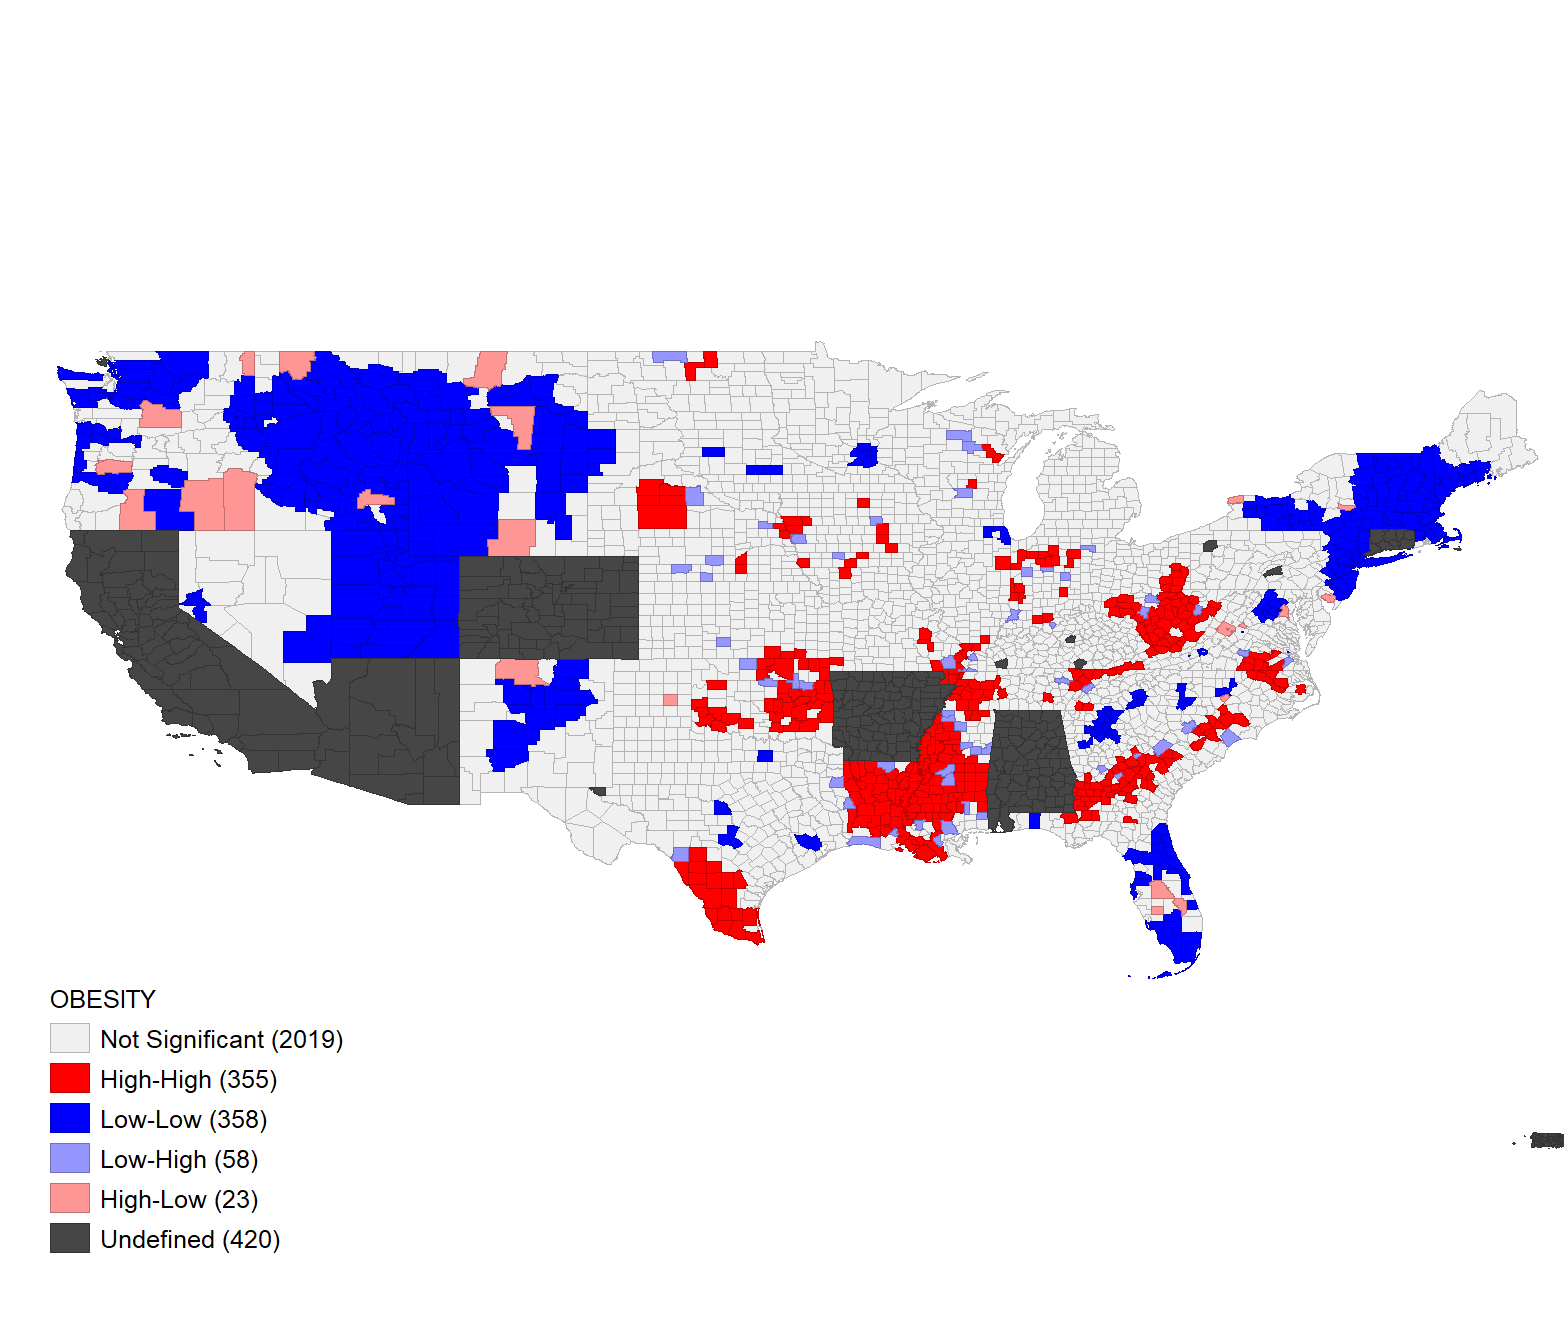 OBESITY
Not Significant (2019)
High-High (355)
Low-Low (358)
Low-High (58)
High-Low (23)
Undefined (420)